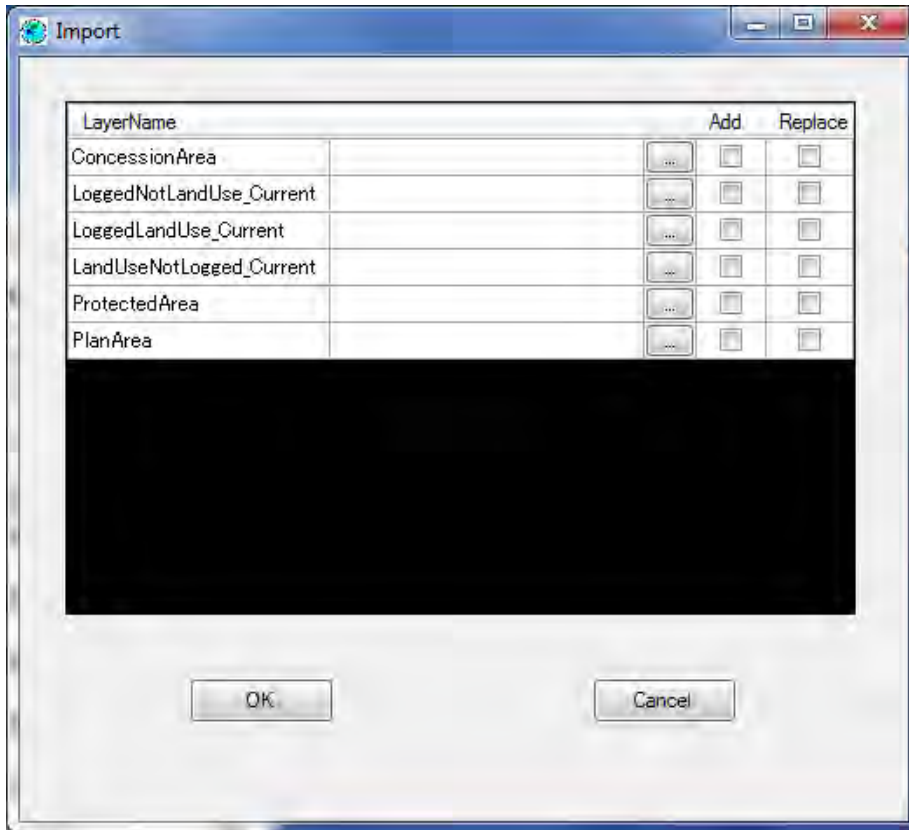 Import
LayerName Add Replace
ConcessionArea ...
LoggedNotLandUse_Current ...
LoggedLandUse_Current ...
LandUseNotLogged_Current ...
ProtectedArea ...
PlanArea ...
OK Cancel